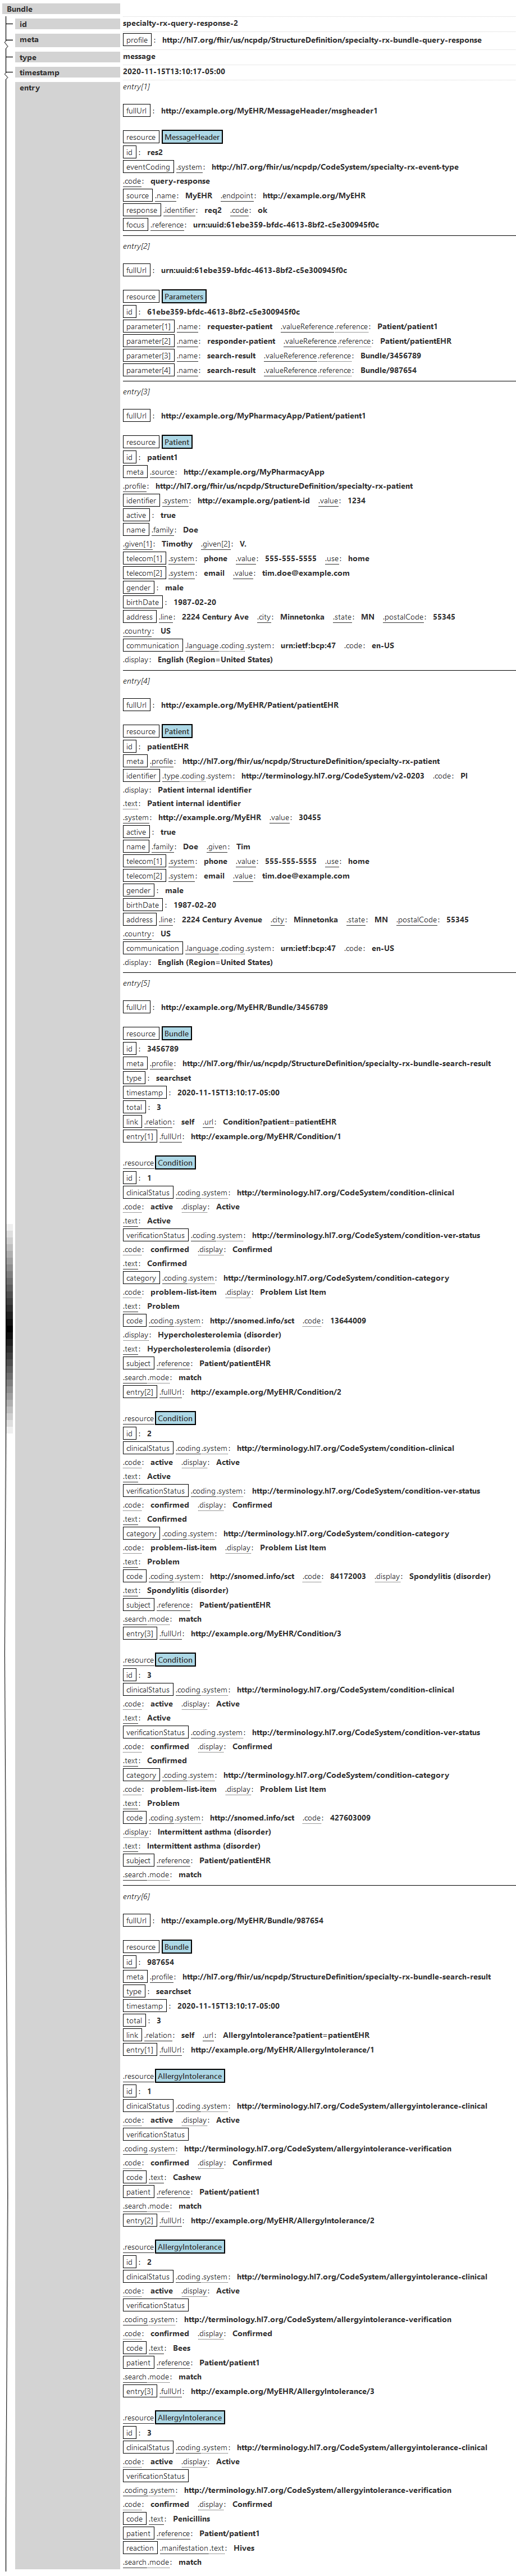 Bundle
id specialty-rx-query-response-2
meta profile : http://hl7.org/fhir/us/ncpdp/StructureDefinition/specialty-rx-bundle-query-response
type message
timestamp 2020-11-15T13:10:17-05:00
entry entry[1]
fullUrl : http://example.org/MyEHR/MessageHeader/msgheader1
resource MessageHeader
id : res2
eventCoding .system: http://hl7.org/fhir/us/ncpdp/CodeSystem/specialty-rx-event-type
.code: query-response
source .name: MyEHR .endpoint: http://example.org/MyEHR
response .identifier: req2 .code: ok
focus .reference: urn:uuid:61ebe359-bfdc-4613-8bf2-c5e300945f0c
entry[2]
fullUrl : urn:uuid:61ebe359-bfdc-4613-8bf2-c5e300945f0c
resource Parameters
id : 61ebe359-bfdc-4613-8bf2-c5e300945f0c
parameter[1] .name: requester-patient .valueReference.reference: Patient/patient1
parameter[2] .name: responder-patient .valueReference.reference: Patient/patientEHR
parameter[3] .name: search-result .valueReference.reference: Bundle/3456789
parameter[4] .name: search-result .valueReference.reference: Bundle/987654
entry[3]
fullUrl : http://example.org/MyPharmacyApp/Patient/patient1
resource Patient
id : patient1
meta .source: http://example.org/MyPharmacyApp
.profile: http://hl7.org/fhir/us/ncpdp/StructureDefinition/specialty-rx-patient
identifier .system: http://example.org/patient-id .value: 1234
active : true
name .family: Doe
.given[1]: Timothy .given[2]: V.
telecom[1] .system: phone .value: 555-555-5555 .use: home
telecom[2] .system: email .value: tim.doe@example.com
gender : male
birthDate : 1987-02-20
address .line: 2224 Century Ave .city: Minnetonka .state: MN .postalCode: 55345
.country: US
communication .language.coding.system: urn:ietf:bcp:47 .code: en-US
.display: English (Region=United States)
entry[4]
fullUrl : http://example.org/MyEHR/Patient/patientEHR
resource Patient
id : patientEHR
meta .profile: http://hl7.org/fhir/us/ncpdp/StructureDefinition/specialty-rx-patient
identifier .type.coding.system: http://terminology.hl7.org/CodeSystem/v2-0203 .code: PI
.display: Patient internal identifier
.text: Patient internal identifier
.system: http://example.org/MyEHR .value: 30455
active : true
name .family: Doe .given: Tim
telecom[1] .system: phone .value: 555-555-5555 .use: home
telecom[2] .system: email .value: tim.doe@example.com
gender : male
birthDate : 1987-02-20
address .line: 2224 Century Avenue .city: Minnetonka .state: MN .postalCode: 55345
.country: US
communication .language.coding.system: urn:ietf:bcp:47 .code: en-US
.display: English (Region=United States)
entry[5]
fullUrl : http://example.org/MyEHR/Bundle/3456789
resource Bundle
id : 3456789
meta .profile: http://hl7.org/fhir/us/ncpdp/StructureDefinition/specialty-rx-bundle-search-result
type : searchset
timestamp : 2020-11-15T13:10:17-05:00
total : 3
link .relation: self .url: Condition?patient=patientEHR
entry[1] .fullUrl: http://example.org/MyEHR/Condition/1
.resource Condition
id : 1
clinicalStatus .coding.system: http://terminology.hl7.org/CodeSystem/condition-clinical
.code: active .display: Active
.text: Active
verificationStatus .coding.system: http://terminology.hl7.org/CodeSystem/condition-ver-status
.code: confirmed .display: Confirmed
.text: Confirmed
category .coding.system: http://terminology.hl7.org/CodeSystem/condition-category
.code: problem-list-item .display: Problem List Item
.text: Problem
code .coding.system: http://snomed.info/sct .code: 13644009
.display: Hypercholesterolemia (disorder)
.text: Hypercholesterolemia (disorder)
subject .reference: Patient/patientEHR
.search.mode: match
entry[2] .fullUrl: http://example.org/MyEHR/Condition/2
.resource Condition
id : 2
clinicalStatus .coding.system: http://terminology.hl7.org/CodeSystem/condition-clinical
.code: active .display: Active
.text: Active
verificationStatus .coding.system: http://terminology.hl7.org/CodeSystem/condition-ver-status
.code: confirmed .display: Confirmed
.text: Confirmed
category .coding.system: http://terminology.hl7.org/CodeSystem/condition-category
.code: problem-list-item .display: Problem List Item
.text: Problem
code .coding.system: http://snomed.info/sct .code: 84172003 .display: Spondylitis (disorder)
.text: Spondylitis (disorder)
subject .reference: Patient/patientEHR
.search.mode: match
entry[3] .fullUrl: http://example.org/MyEHR/Condition/3
.resource Condition
id : 3
clinicalStatus .coding.system: http://terminology.hl7.org/CodeSystem/condition-clinical
.code: active .display: Active
.text: Active
verificationStatus .coding.system: http://terminology.hl7.org/CodeSystem/condition-ver-status
.code: confirmed .display: Confirmed
.text: Confirmed
category .coding.system: http://terminology.hl7.org/CodeSystem/condition-category
.code: problem-list-item .display: Problem List Item
.text: Problem
code .coding.system: http://snomed.info/sct .code: 427603009
.display: Intermittent asthma (disorder)
.text: Intermittent asthma (disorder)
subject .reference: Patient/patientEHR
.search.mode: match
entry[6]
fullUrl : http://example.org/MyEHR/Bundle/987654
resource Bundle
id : 987654
meta .profile: http://hl7.org/fhir/us/ncpdp/StructureDefinition/specialty-rx-bundle-search-result
type : searchset
timestamp : 2020-11-15T13:10:17-05:00
total : 3
link .relation: self .url: AllergyIntolerance?patient=patientEHR
entry[1] .fullUrl: http://example.org/MyEHR/AllergyIntolerance/1
.resource AllergyIntolerance
id : 1
clinicalStatus .coding.system: http://terminology.hl7.org/CodeSystem/allergyintolerance-clinical
.code: active .display: Active
verificationStatus
.coding.system: http://terminology.hl7.org/CodeSystem/allergyintolerance-verification
.code: confirmed .display: Confirmed
code .text: Cashew
patient .reference: Patient/patient1
.search.mode: match
entry[2] .fullUrl: http://example.org/MyEHR/AllergyIntolerance/2
.resource AllergyIntolerance
id : 2
clinicalStatus .coding.system: http://terminology.hl7.org/CodeSystem/allergyintolerance-clinical
.code: active .display: Active
verificationStatus
.coding.system: http://terminology.hl7.org/CodeSystem/allergyintolerance-verification
.code: confirmed .display: Confirmed
code .text: Bees
patient .reference: Patient/patient1
.search.mode: match
entry[3] .fullUrl: http://example.org/MyEHR/AllergyIntolerance/3
.resource AllergyIntolerance
id : 3
clinicalStatus .coding.system: http://terminology.hl7.org/CodeSystem/allergyintolerance-clinical
.code: active .display: Active
verificationStatus
.coding.system: http://terminology.hl7.org/CodeSystem/allergyintolerance-verification
.code: confirmed .display: Confirmed
code .text: Penicillins
patient .reference: Patient/patient1
reaction .manifestation.text: Hives
.search.mode: match